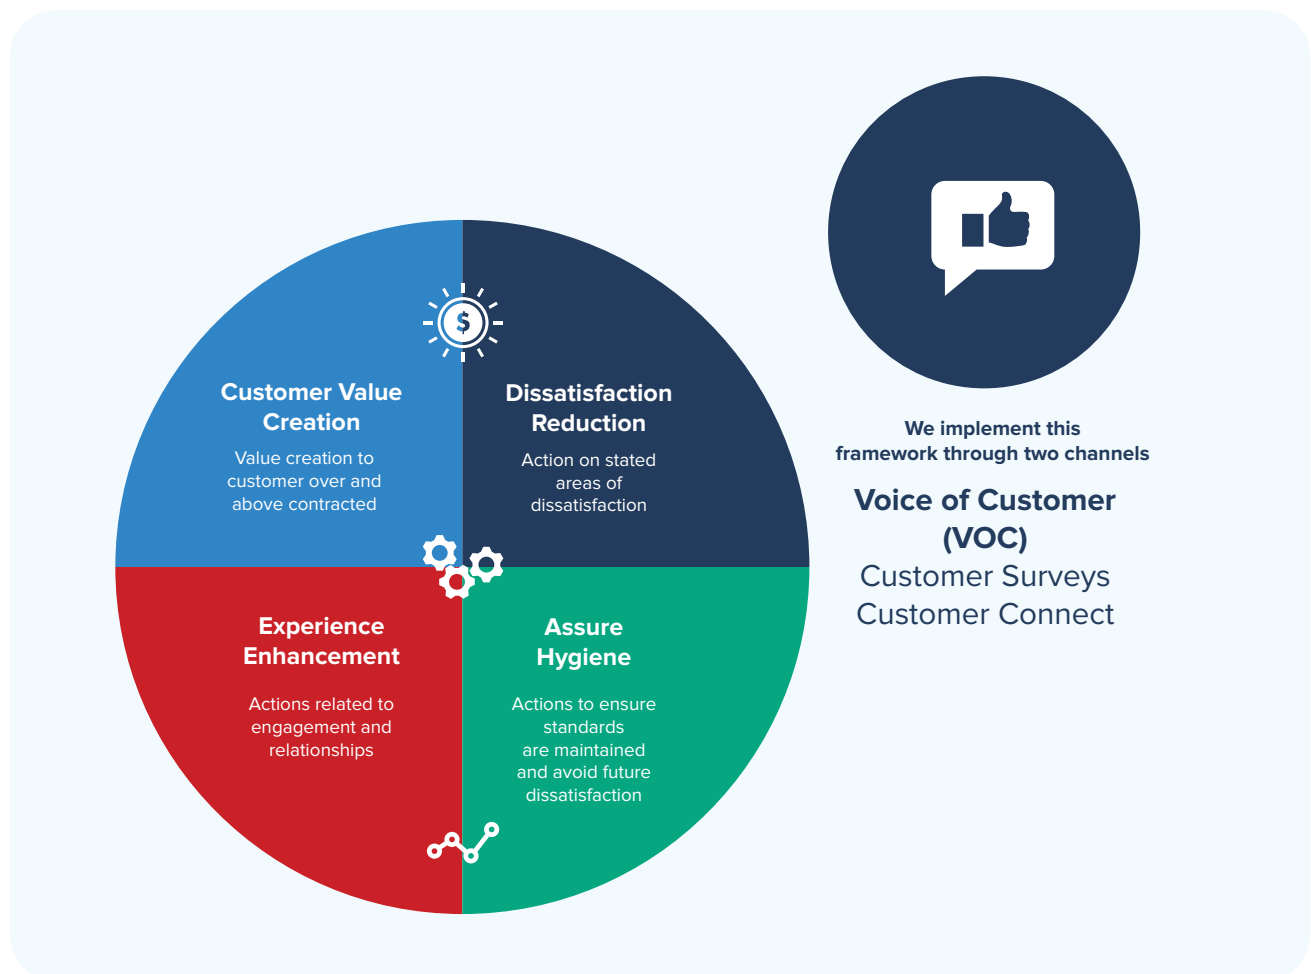 $
Customer Value
Creation
Value creation to
customer over and
above contracted
Dissatisfaction
Reduction
Action on stated
areas of
dissatisfaction
Experience
Enhancement
Actions related to
engagement and
relationships
Assure
Hygiene
Actions to ensure
standards
are maintained
and avoid future
dissatisfaction
We implement this
framework through two channels
Voice of Customer
(VOC)
Customer Surveys
Customer Connect